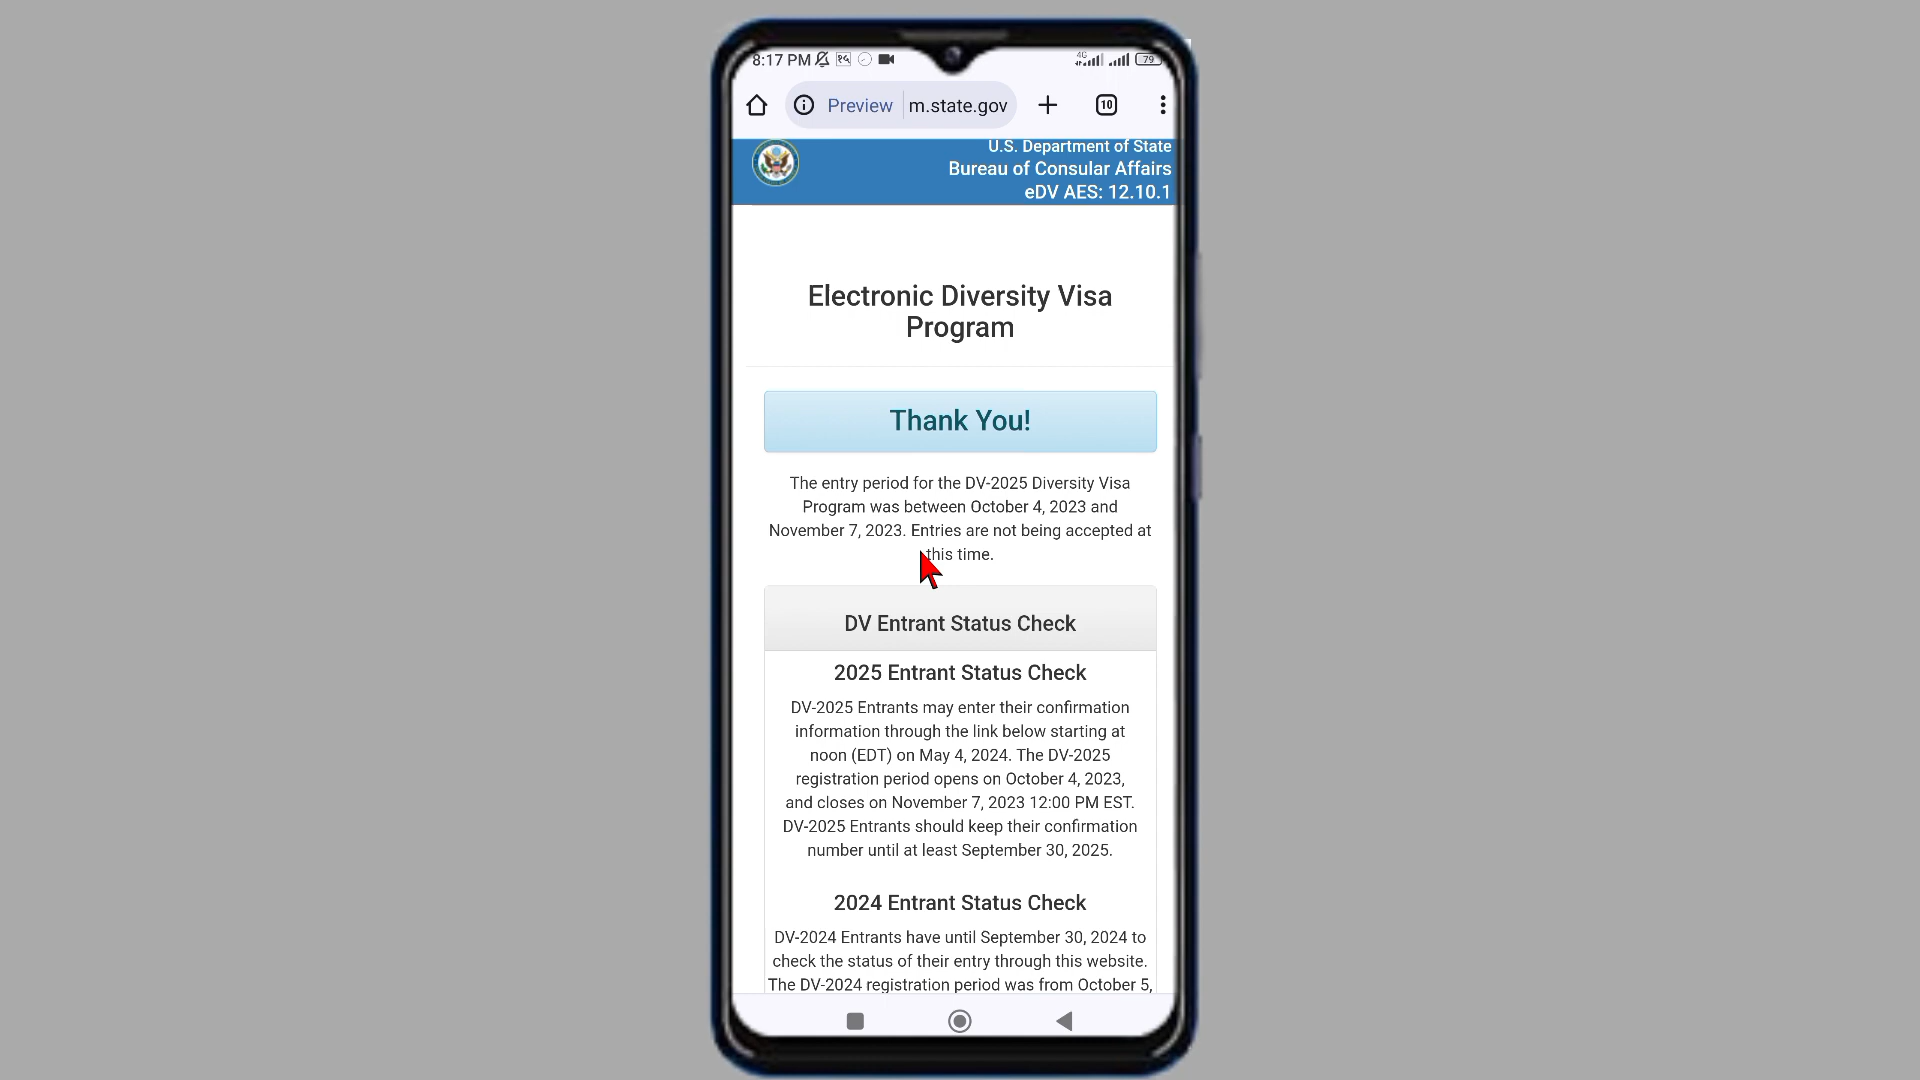 8:17 PM 4G 79
Preview m.state.gov 10
U.S. Department of State
Bureau of Consular Affairs
eDV AES: 12.10.1
Electronic Diversity Visa
Program
Thank You!
The entry period for the DV-2025 Diversity Visa
Program was between October 4, 2023 and
November 7, 2023. Entries are not being accepted at
this time.
DV Entrant Status Check
2025 Entrant Status Check
DV-2025 Entrants may enter their confirmation
information through the link below starting at
noon (EDT) on May 4, 2024. The DV-2025
registration period opens on October 4, 2023,
and closes on November 7, 2023 12:00 PM EST.
DV-2025 Entrants should keep their confirmation
number until at least September 30, 2025.
2024 Entrant Status Check
DV-2024 Entrants have until September 30, 2024 to
check the status of their entry through this website.
The DV-2024 registration period was from October 5,